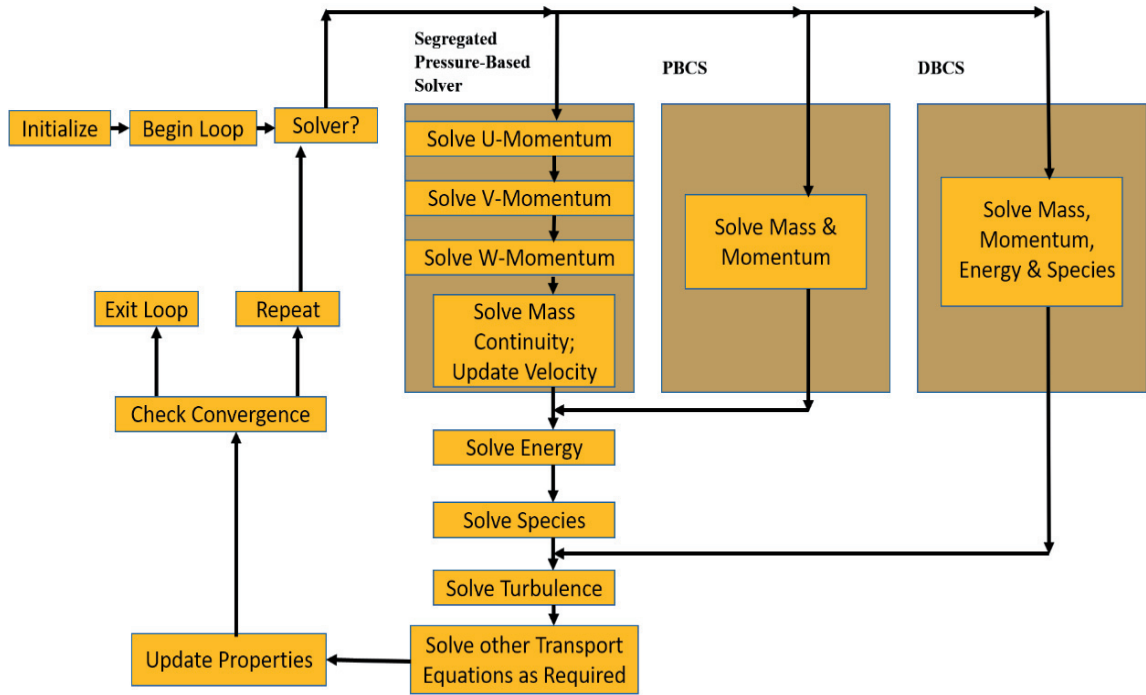 Segregated
Pressure-Based
Solver
PBCS
DBCS
Initialize
Begin Loop
Solver?
Solve U-Momentum
Solve V-Momentum
Solve W-Momentum
Solve Mass
Continuity;
Update Velocity
Solve Mass &
Momentum
Solve Mass,
Momentum,
Energy & Species
Exit Loop
Repeat
Check Convergence
Solve Energy
Solve Species
Solve Turbulence
Solve other Transport
Equations as Required
Update Properties